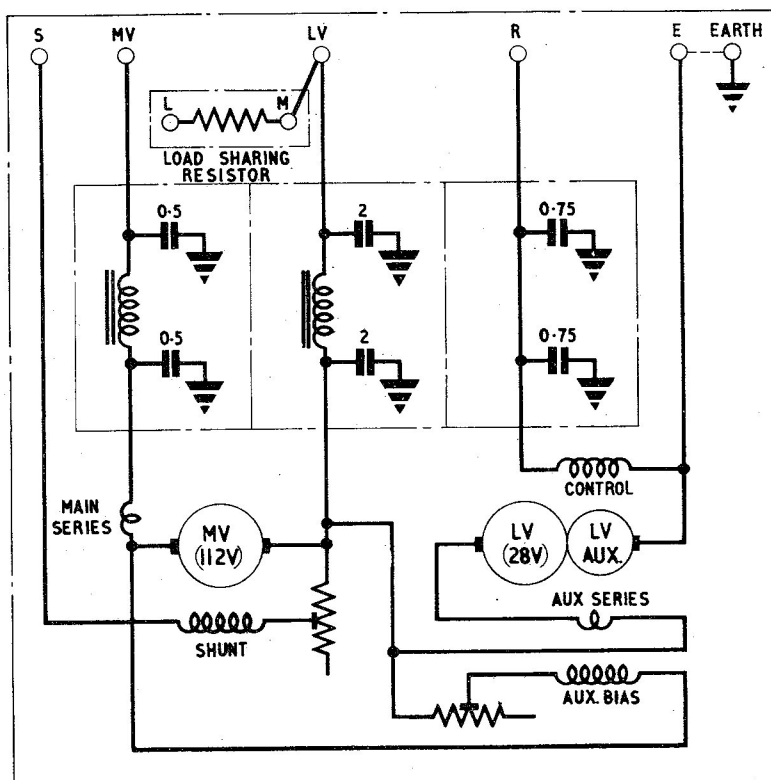 S MV LV R E EARTH
L M
LOAD SHARING
RESISTOR
0·5 2 0·75
0·5 2 0·75
CONTROL
MAIN
SERIES
MV
(112V)
LV
(28V)
LV
AUX.
AUX SERIES
SHUNT
AUX. BIAS